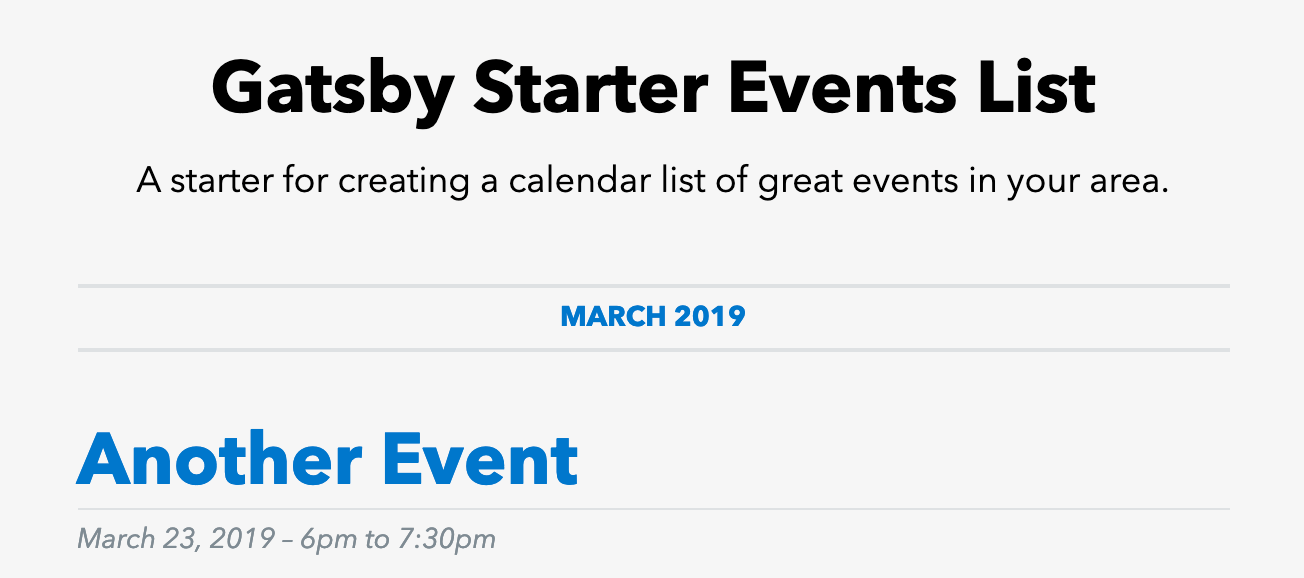 Gatsby Starter Events List
A starter for creating a calendar list of great events in your area.
MARCH 2019
Another Event
March 23, 2019 – 6pm to 7:30pm